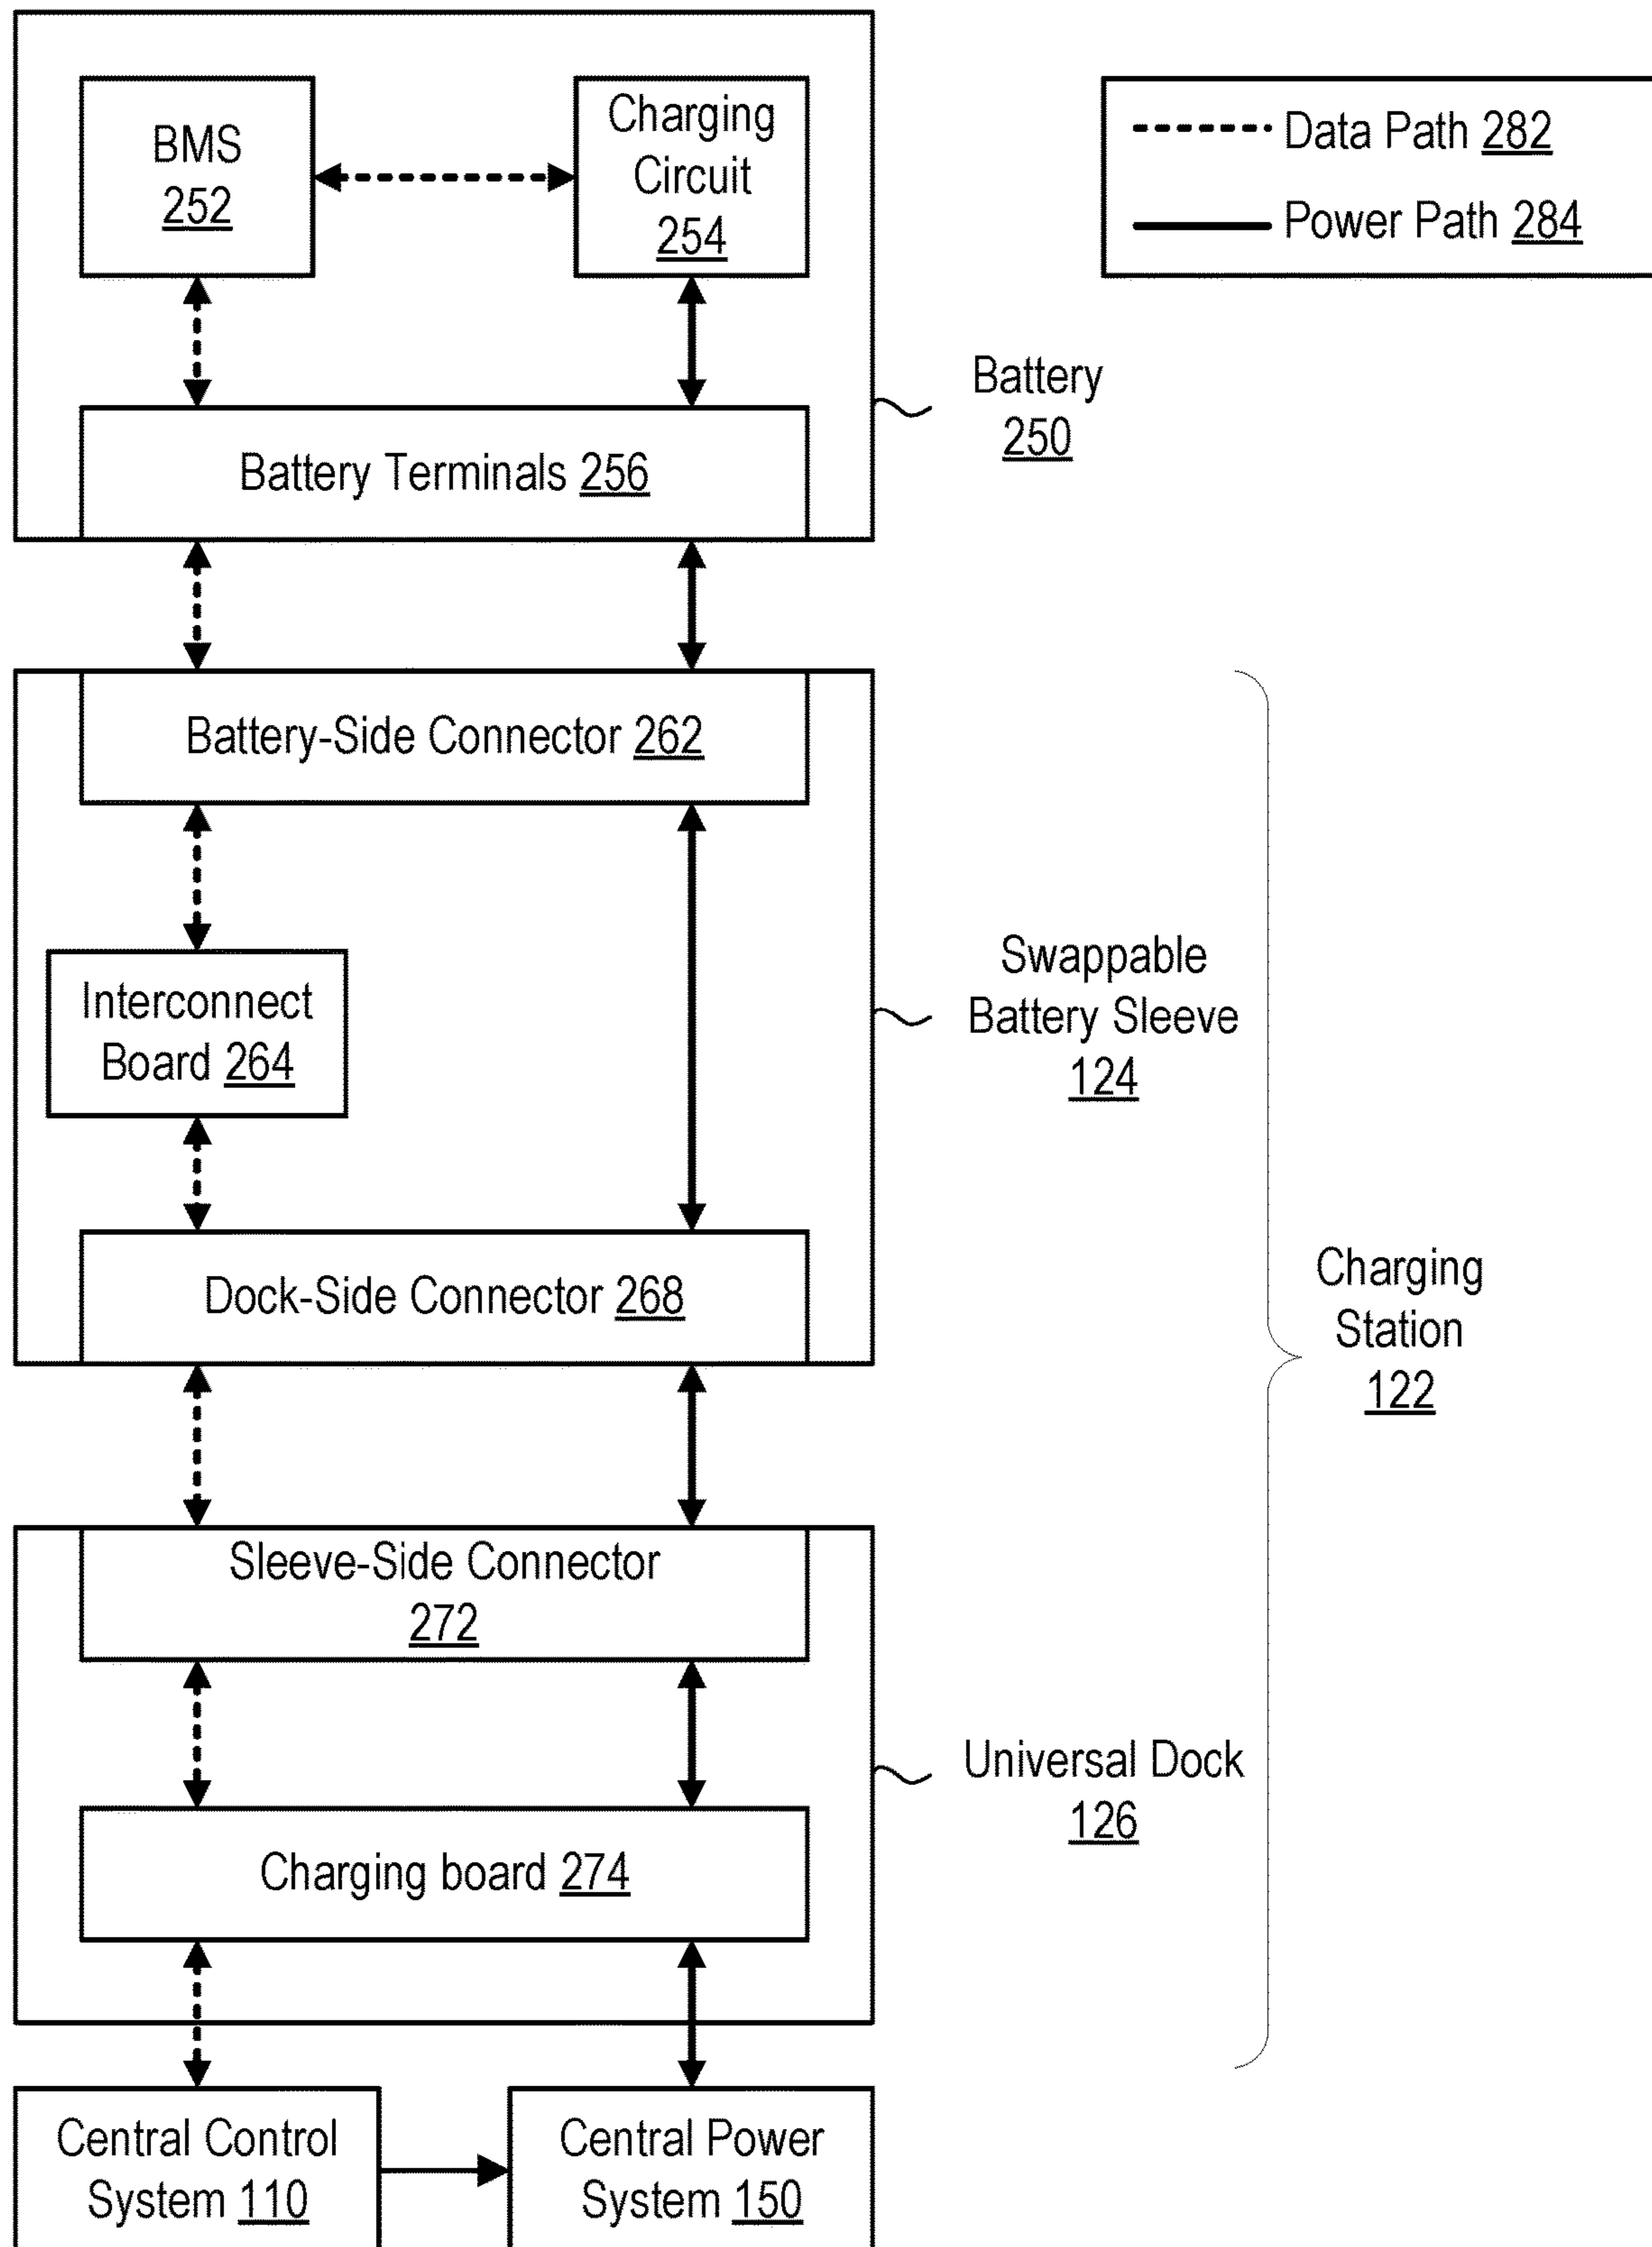 BMS
252
Charging
Circuit
254
Data Path 282
Power Path 284
Battery
250
Battery Terminals 256
Battery-Side Connector 262
Interconnect
Board 264
Swappable
Battery Sleeve
124
Dock-Side Connector 268
Charging
Station
122
Sleeve-Side Connector
272
Universal Dock
126
Charging board 274
Central Control
System 110
Central Power
System 150